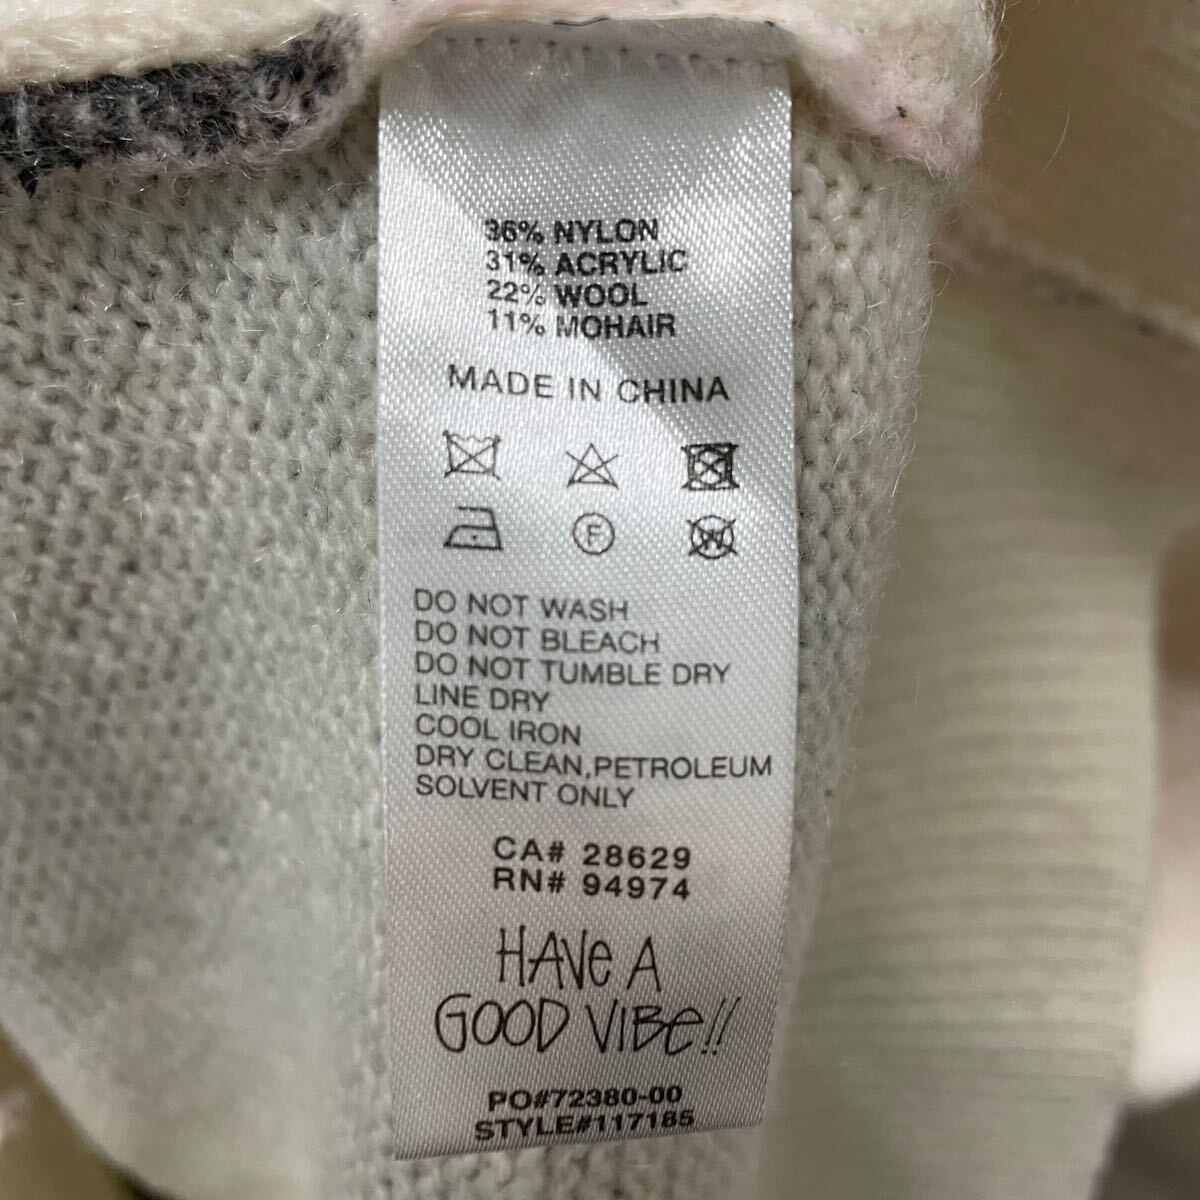 36% NYLON
31% ACRYLIC
22% WOOL
11% MOHAIR
MADE IN CHINA
F
W
DO NOT WASH
DO NOT BLEACH
DO NOT TUMBLE DRY
LINE DRY
COOL IRON
DRY CLEAN,PETROLEUM
SOLVENT ONLY
CA# 28629
RN# 94974
HAVe A
GOOD VIBe!!
PO#72380-00
STYLE#117185